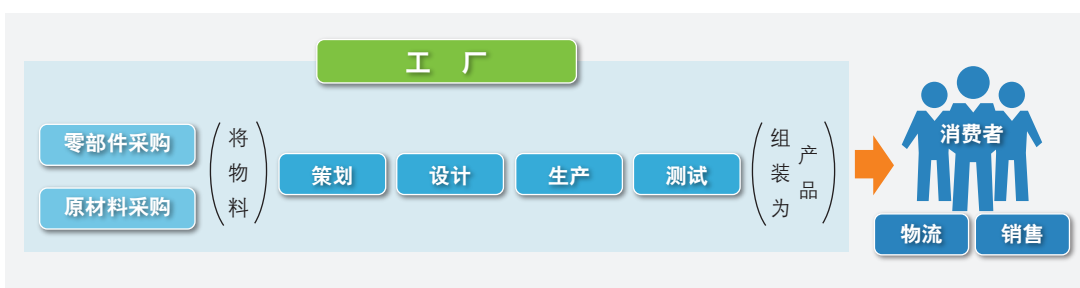 工 厂
零部件采购
原材料采购
将物料
策划
设计
生产
测试
组装为
产品
消费者
物流
销售